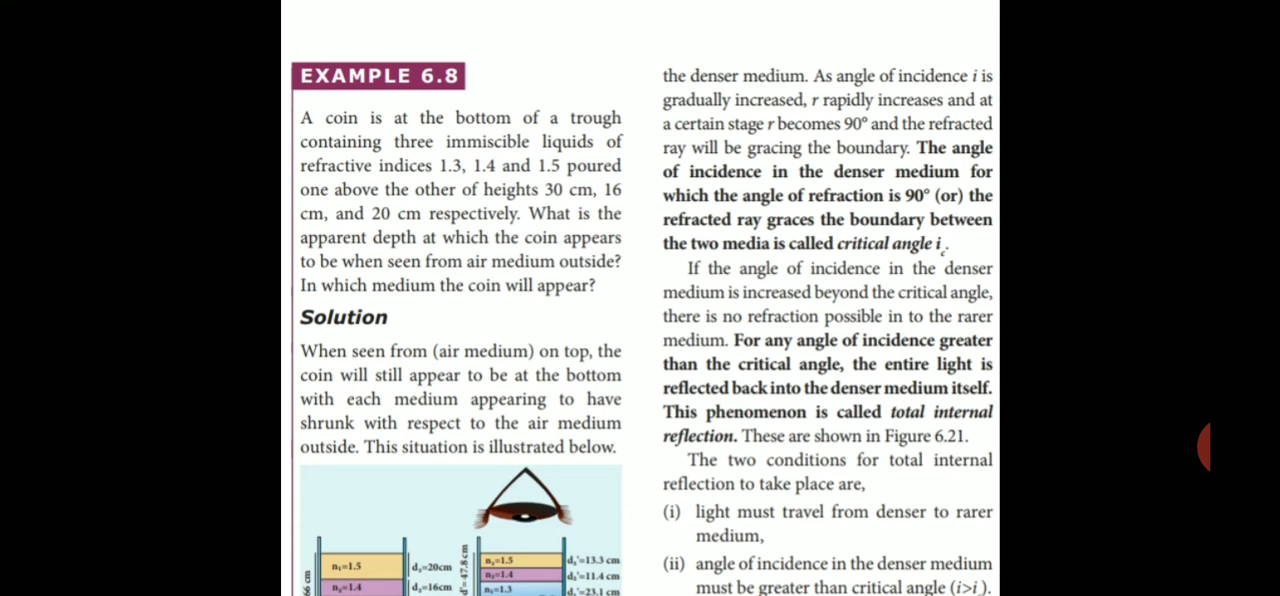 EXAMPLE 6.8
A coin is at the bottom of a trough
containing three immiscible liquids of
refractive indices 1.3, 1.4 and 1.5 poured
one above the other of heights 30 cm, 16
cm, and 20 cm respectively. What is the
apparent depth at which the coin appears
to be when seen from air medium outside?
In which medium the coin will appear?
Solution
When seen from (air medium) on top, the
coin will still appear to be at the bottom
with each medium appearing to have
shrunk with respect to the air medium
outside. This situation is illustrated below.
n₃=1.5
d₃=20cm
n₂=1.4
d₂=16cm
66 cm
d'= 47.8 cm
n₃=1.5
d₃'=13.3 cm
n₂=1.4
d₂'=11.4 cm
n₁=1.3
d₁'=23.1 cm
the denser medium. As angle of incidence i is
gradually increased, r rapidly increases and at
a certain stage r becomes 90° and the refracted
ray will be gracing the boundary. The angle
of incidence in the denser medium for
which the angle of refraction is 90° (or) the
refracted ray graces the boundary between
the two media is called critical angle i꜀.
If the angle of incidence in the denser
medium is increased beyond the critical angle,
there is no refraction possible in to the rarer
medium. For any angle of incidence greater
than the critical angle, the entire light is
reflected back into the denser medium itself.
This phenomenon is called total internal
reflection. These are shown in Figure 6.21.
The two conditions for total internal
reflection to take place are,
(i) light must travel from denser to rarer
medium,
(ii) angle of incidence in the denser medium
must be greater than critical angle (i>i꜀).